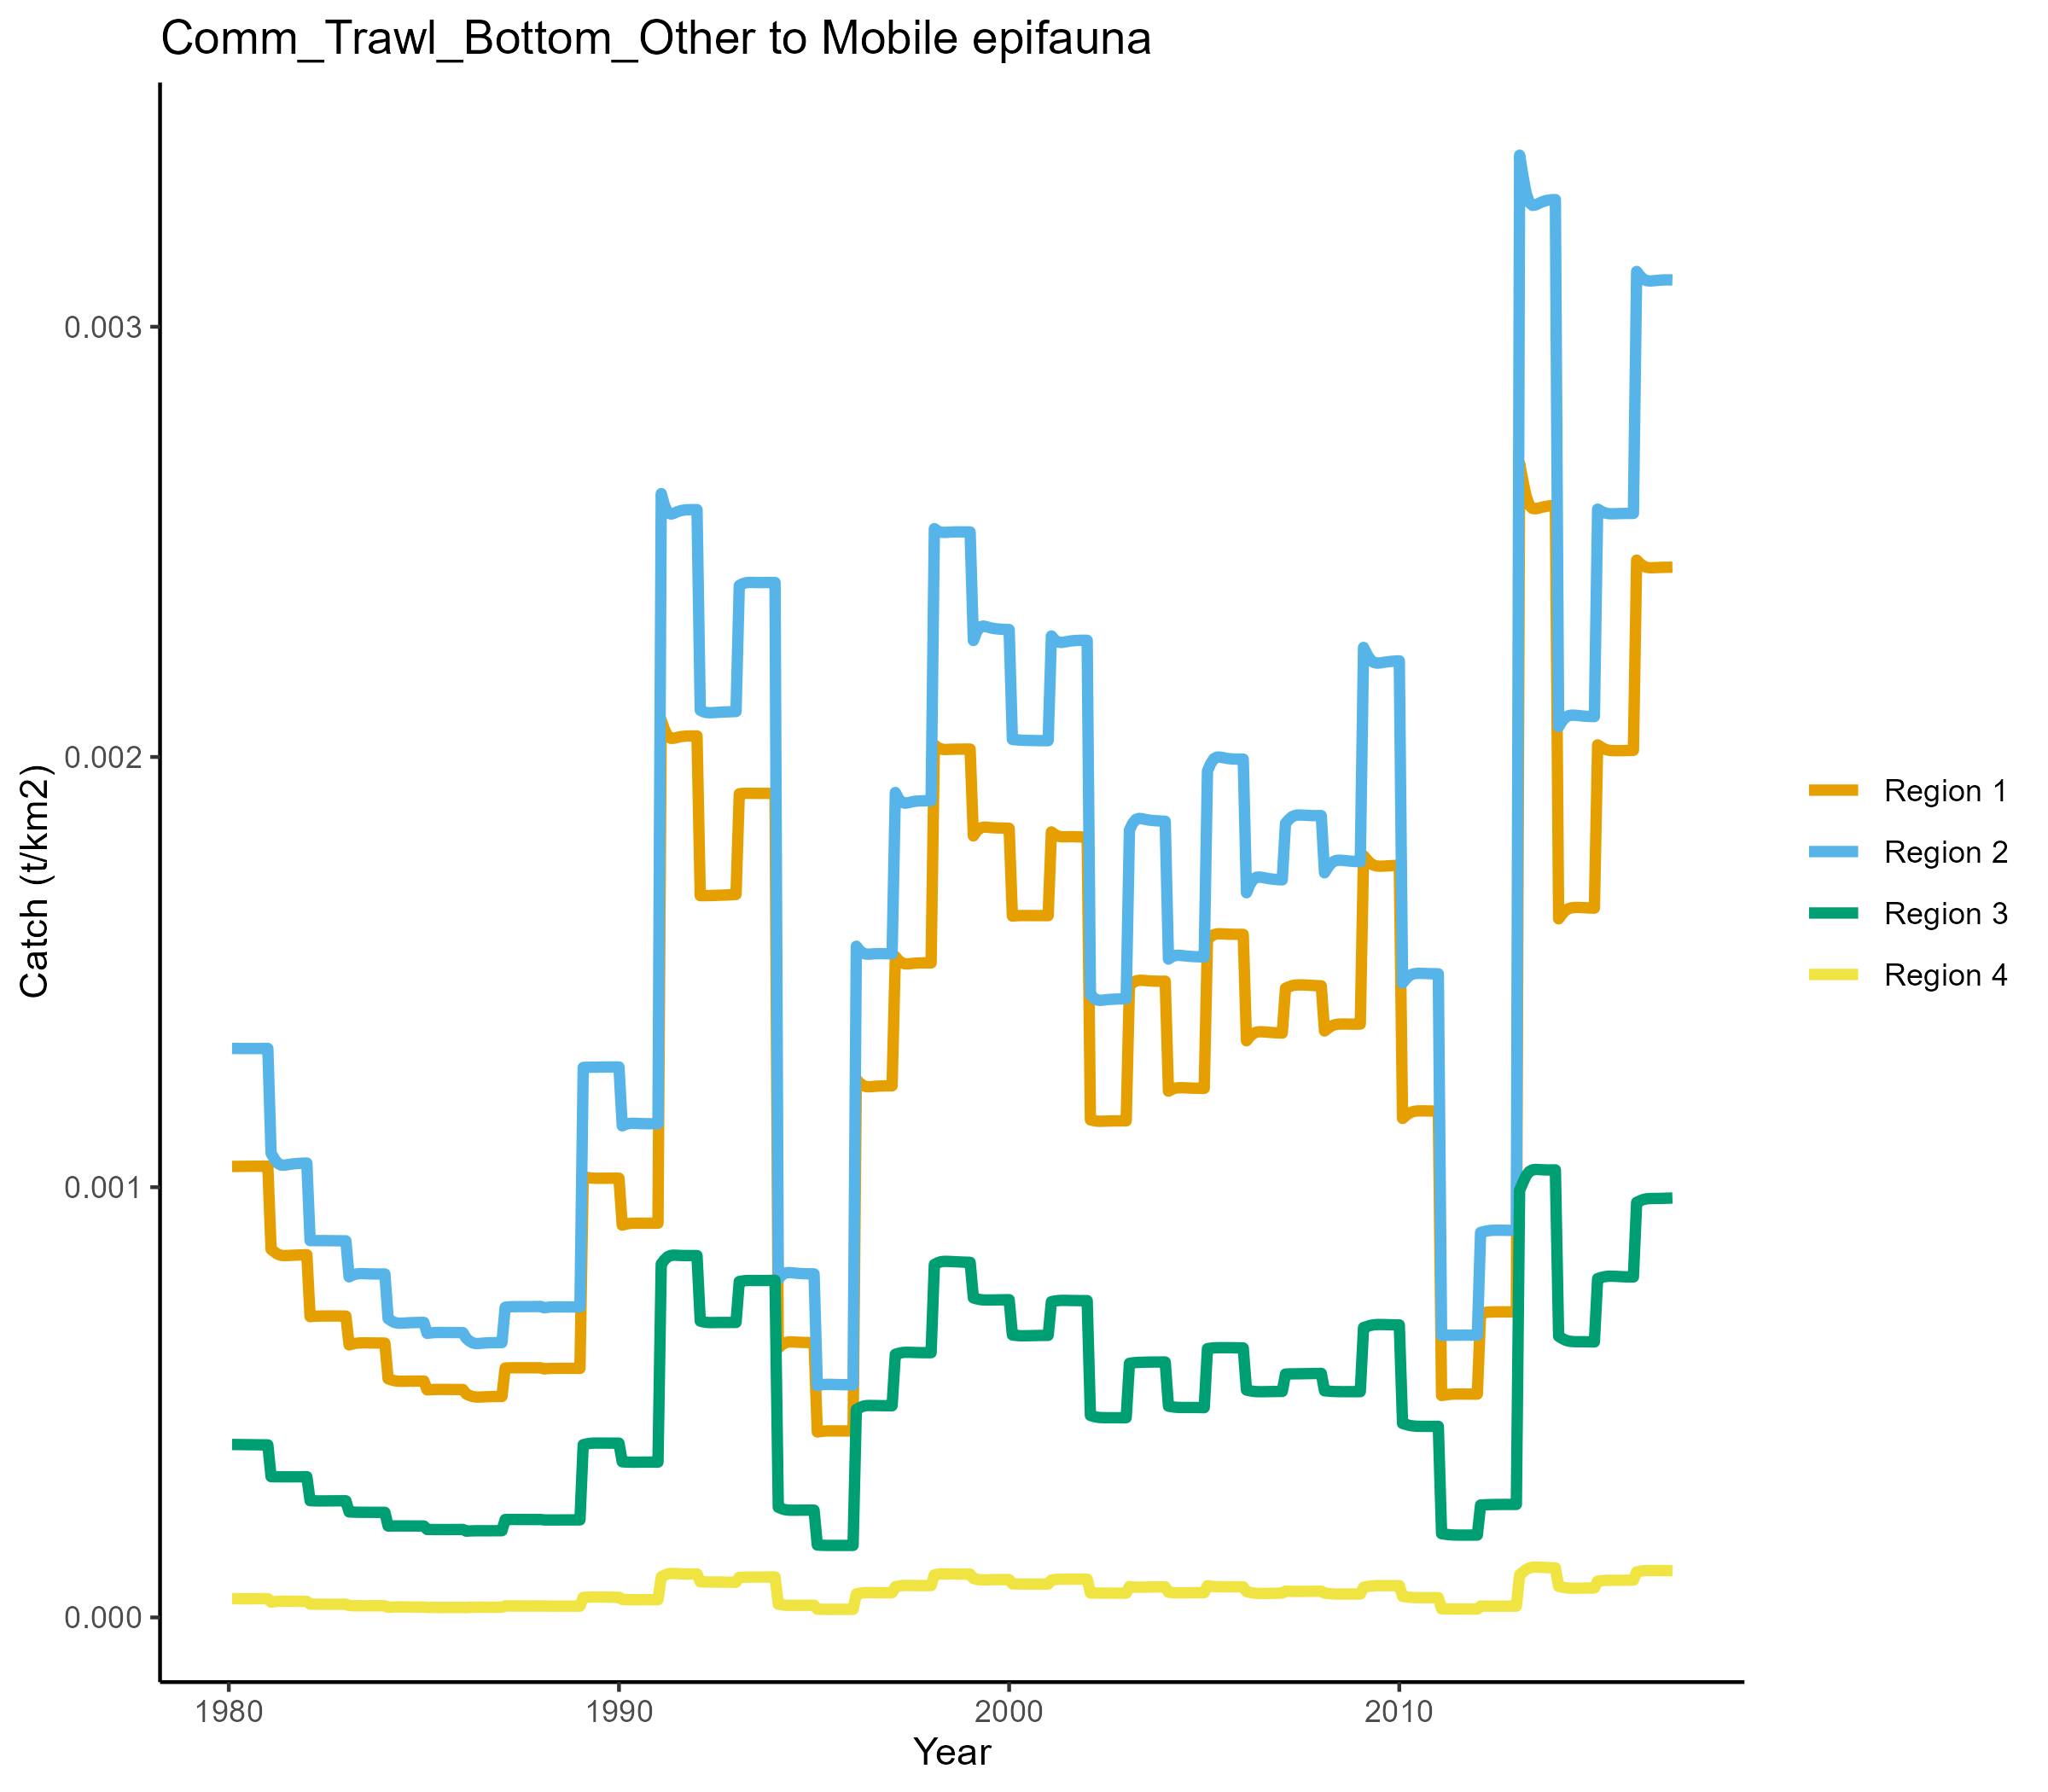 Comm_Trawl_Bottom_Other to Mobile epifauna
Catch (t/km2)
0.003
0.002
0.001
0.000
1980
1990
2000
2010
Year
Region 1
Region 2
Region 3
Region 4